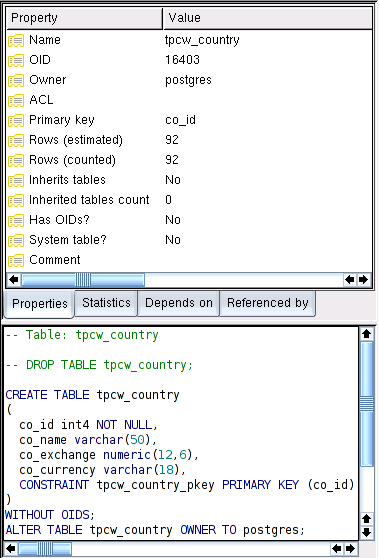 Property Value
Name tpcw_country
OID 16403
Owner postgres
ACL
Primary key co_id
Rows (estimated) 92
Rows (counted) 92
Inherits tables No
Inherited tables count 0
Has OIDs? No
System table? No
Comment
Properties Statistics Depends on Referenced by
-- Table: tpcw_country
-- DROP TABLE tpcw_country;
CREATE TABLE tpcw_country
(
  co_id int4 NOT NULL,
  co_name varchar(50),
  co_exchange numeric(12,6),
  co_currency varchar(18),
  CONSTRAINT tpcw_country_pkey PRIMARY KEY (co_id)
)
WITHOUT OIDS;
ALTER TABLE tpcw_country OWNER TO postgres;